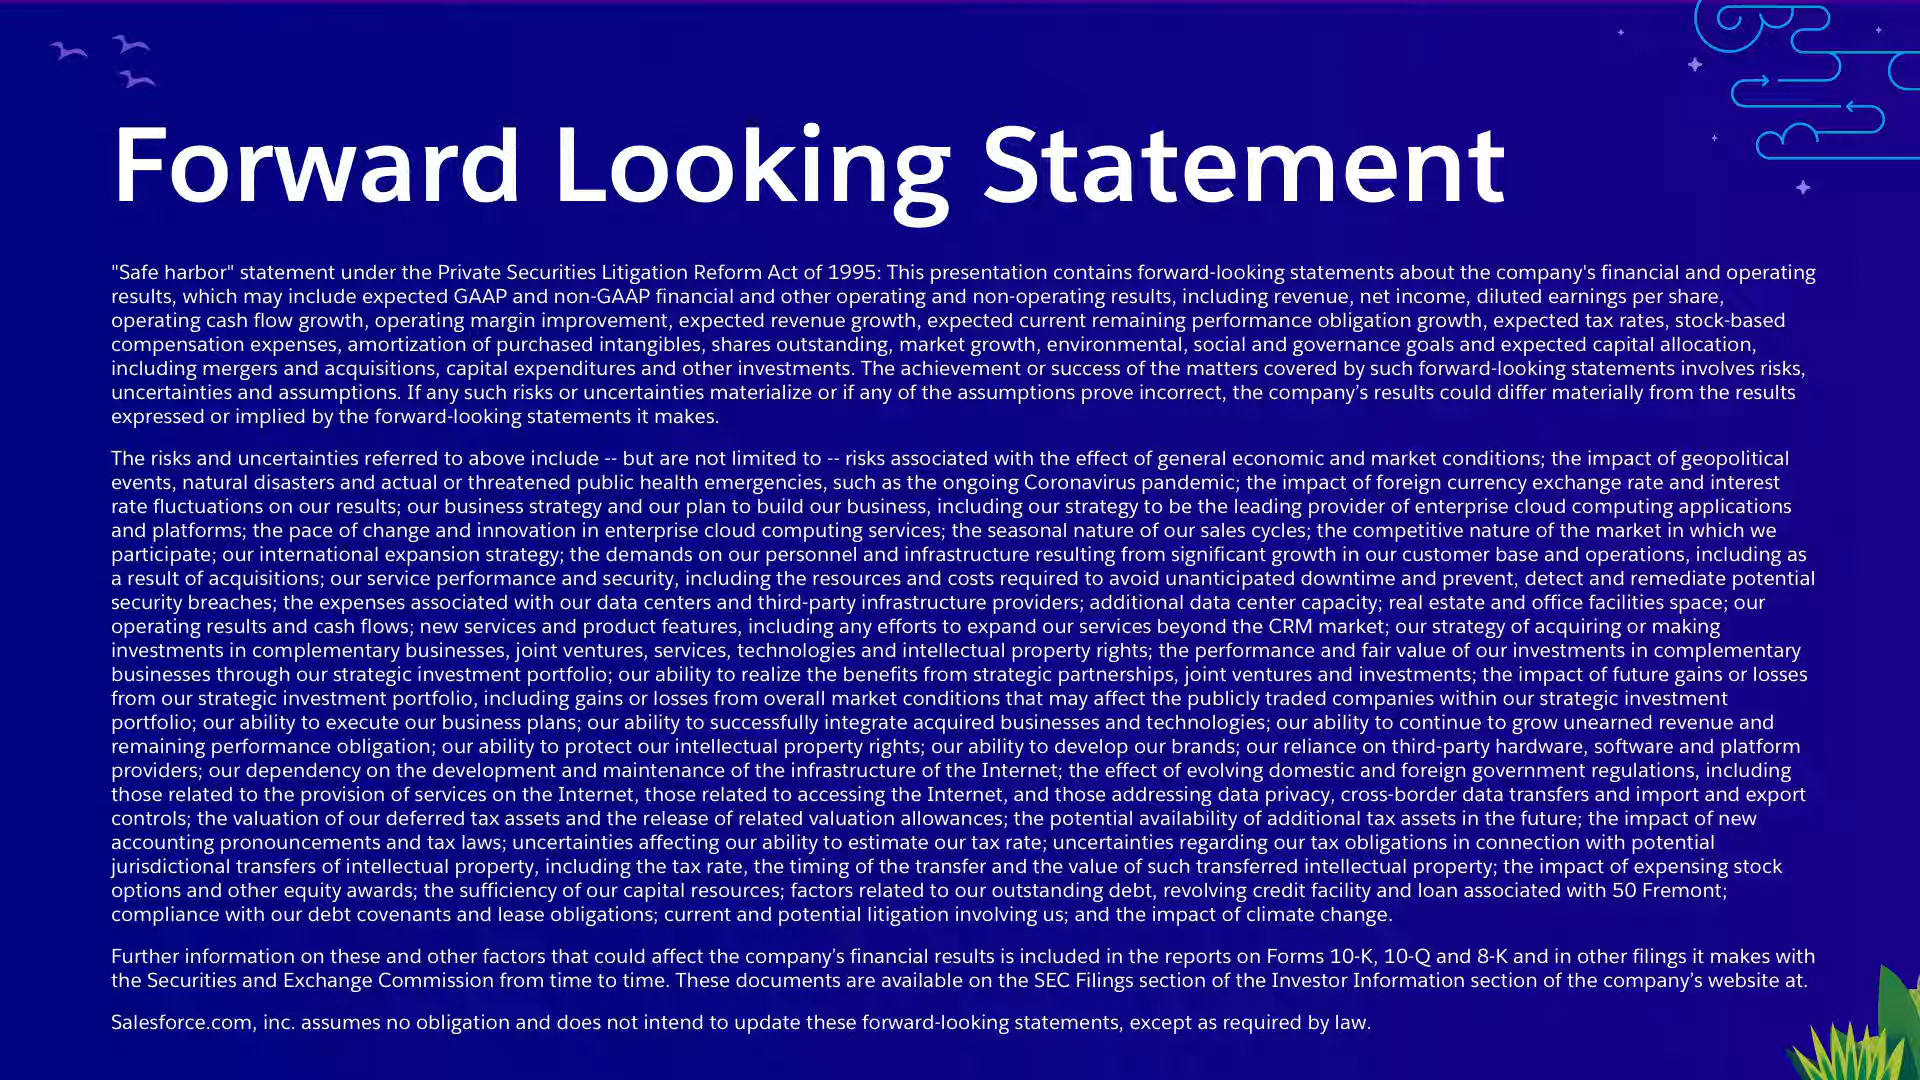 Forward Looking Statement
"Safe harbor" statement under the Private Securities Litigation Reform Act of 1995: This presentation contains forward-looking statements about the company's financial and operating
results, which may include expected GAAP and non-GAAP financial and other operating and non-operating results, including revenue, net income, diluted earnings per share,
operating cash flow growth, operating margin improvement, expected revenue growth, expected current remaining performance obligation growth, expected tax rates, stock-based
compensation expenses, amortization of purchased intangibles, shares outstanding, market growth, environmental, social and governance goals and expected capital allocation,
including mergers and acquisitions, capital expenditures and other investments. The achievement or success of the matters covered by such forward-looking statements involves risks,
uncertainties and assumptions. If any such risks or uncertainties materialize or if any of the assumptions prove incorrect, the company’s results could differ materially from the results
expressed or implied by the forward-looking statements it makes.
The risks and uncertainties referred to above include -- but are not limited to -- risks associated with the effect of general economic and market conditions; the impact of geopolitical
events, natural disasters and actual or threatened public health emergencies, such as the ongoing Coronavirus pandemic; the impact of foreign currency exchange rate and interest
rate fluctuations on our results; our business strategy and our plan to build our business, including our strategy to be the leading provider of enterprise cloud computing applications
and platforms; the pace of change and innovation in enterprise cloud computing services; the seasonal nature of our sales cycles; the competitive nature of the market in which we
participate; our international expansion strategy; the demands on our personnel and infrastructure resulting from significant growth in our customer base and operations, including as
a result of acquisitions; our service performance and security, including the resources and costs required to avoid unanticipated downtime and prevent, detect and remediate potential
security breaches; the expenses associated with our data centers and third-party infrastructure providers; additional data center capacity; real estate and office facilities space; our
operating results and cash flows; new services and product features, including any efforts to expand our services beyond the CRM market; our strategy of acquiring or making
investments in complementary businesses, joint ventures, services, technologies and intellectual property rights; the performance and fair value of our investments in complementary
businesses through our strategic investment portfolio; our ability to realize the benefits from strategic partnerships, joint ventures and investments; the impact of future gains or losses
from our strategic investment portfolio, including gains or losses from overall market conditions that may affect the publicly traded companies within our strategic investment
portfolio; our ability to execute our business plans; our ability to successfully integrate acquired businesses and technologies; our ability to continue to grow unearned revenue and
remaining performance obligation; our ability to protect our intellectual property rights; our ability to develop our brands; our reliance on third-party hardware, software and platform
providers; our dependency on the development and maintenance of the infrastructure of the Internet; the effect of evolving domestic and foreign government regulations, including
those related to the provision of services on the Internet, those related to accessing the Internet, and those addressing data privacy, cross-border data transfers and import and export
controls; the valuation of our deferred tax assets and the release of related valuation allowances; the potential availability of additional tax assets in the future; the impact of new
accounting pronouncements and tax laws; uncertainties affecting our ability to estimate our tax rate; uncertainties regarding our tax obligations in connection with potential
jurisdictional transfers of intellectual property, including the tax rate, the timing of the transfer and the value of such transferred intellectual property; the impact of expensing stock
options and other equity awards; the sufficiency of our capital resources; factors related to our outstanding debt, revolving credit facility and loan associated with 50 Fremont;
compliance with our debt covenants and lease obligations; current and potential litigation involving us; and the impact of climate change.
Further information on these and other factors that could affect the company’s financial results is included in the reports on Forms 10-K, 10-Q and 8-K and in other filings it makes with
the Securities and Exchange Commission from time to time. These documents are available on the SEC Filings section of the Investor Information section of the company’s website at.
Salesforce.com, inc. assumes no obligation and does not intend to update these forward-looking statements, except as required by law.